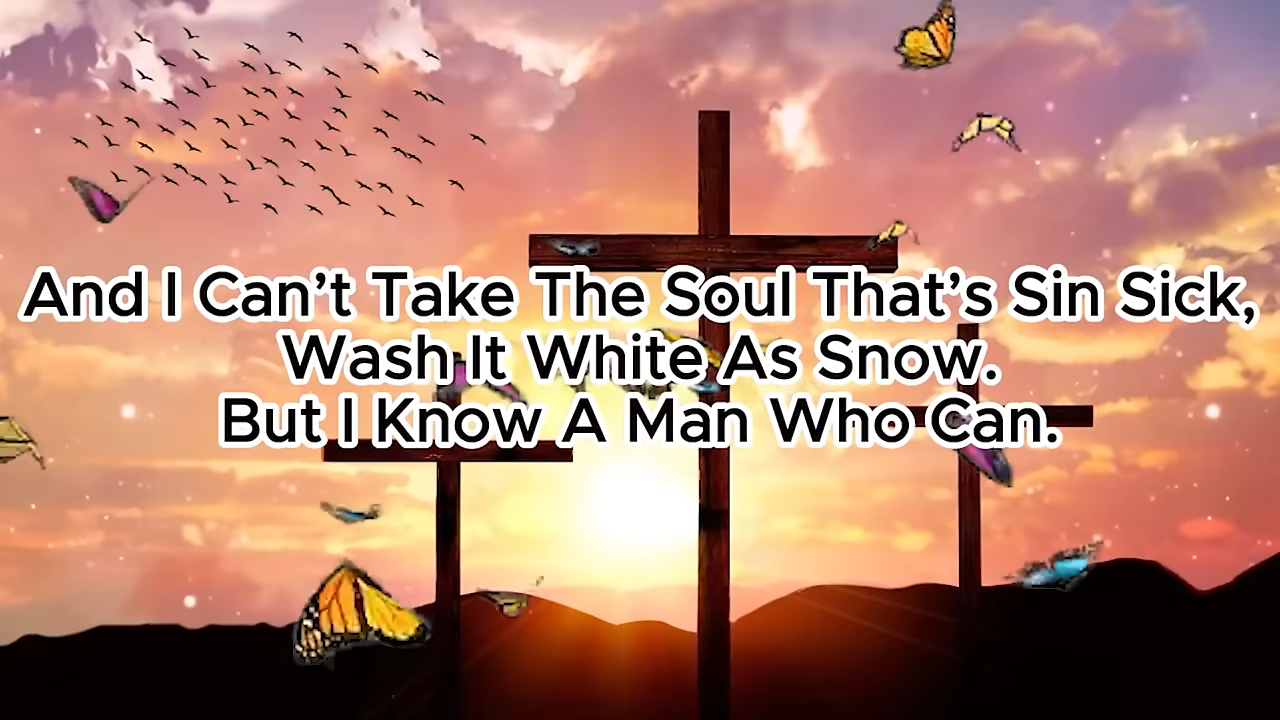 And I Can’t Take The Soul That’s Sin Sick,
Wash It White As Snow.
But I Know A Man Who Can.